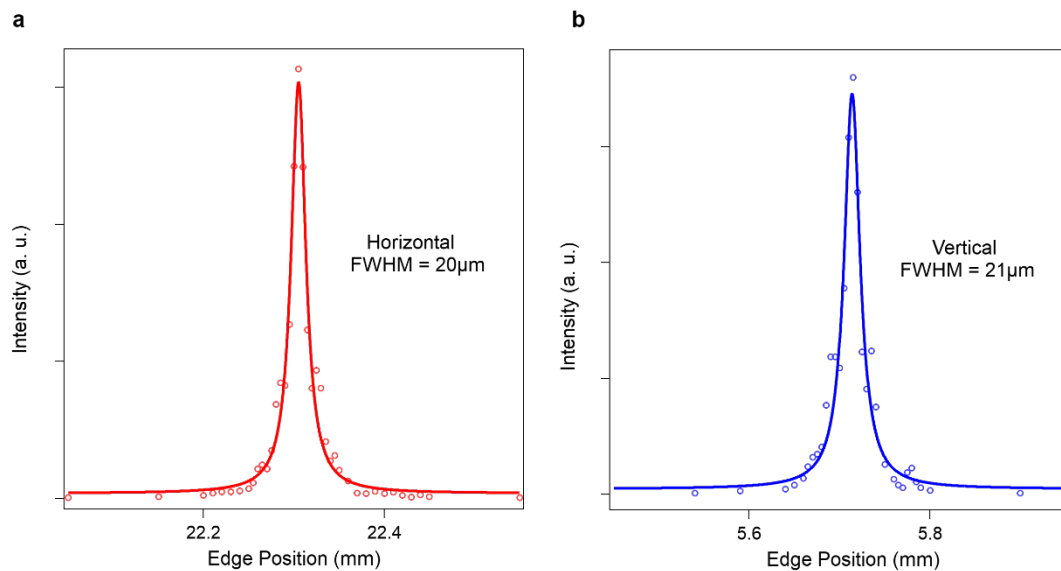 a
Intensity (a. u.)
Horizontal
FWHM = 20μm
22.2
22.4
Edge Position (mm)
b
Intensity (a. u.)
Vertical
FWHM = 21μm
5.6
5.8
Edge Position (mm)